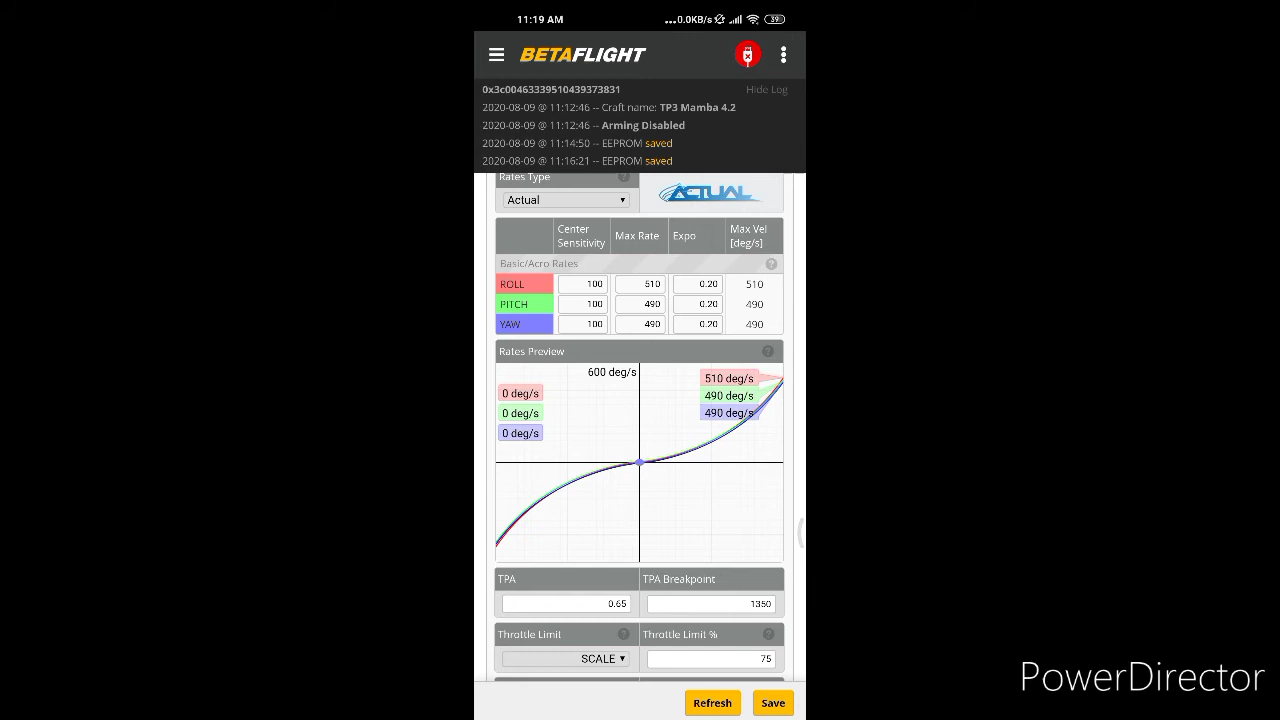 11:19 AM ...0.0KB/s 39
BETAFLIGHT
0x3c00463339510439373831 Hide Log
2020-08-09 @ 11:12:46 -- Craft name: TP3 Mamba 4.2
2020-08-09 @ 11:12:46 -- Arming Disabled
2020-08-09 @ 11:14:50 -- EEPROM saved
2020-08-09 @ 11:16:21 -- EEPROM saved
Rates Type ?
Actual ACTUAL
Center Sensitivity Max Rate Expo Max Vel [deg/s]
Basic/Acro Rates ?
ROLL 100 510 0.20 510
PITCH 100 490 0.20 490
YAW 100 490 0.20 490
Rates Preview ?
600 deg/s
0 deg/s 510 deg/s
0 deg/s 490 deg/s
0 deg/s 490 deg/s
TPA TPA Breakpoint
0.65 1350
Throttle Limit ? Throttle Limit % ?
SCALE 75
Refresh Save
PowerDirector